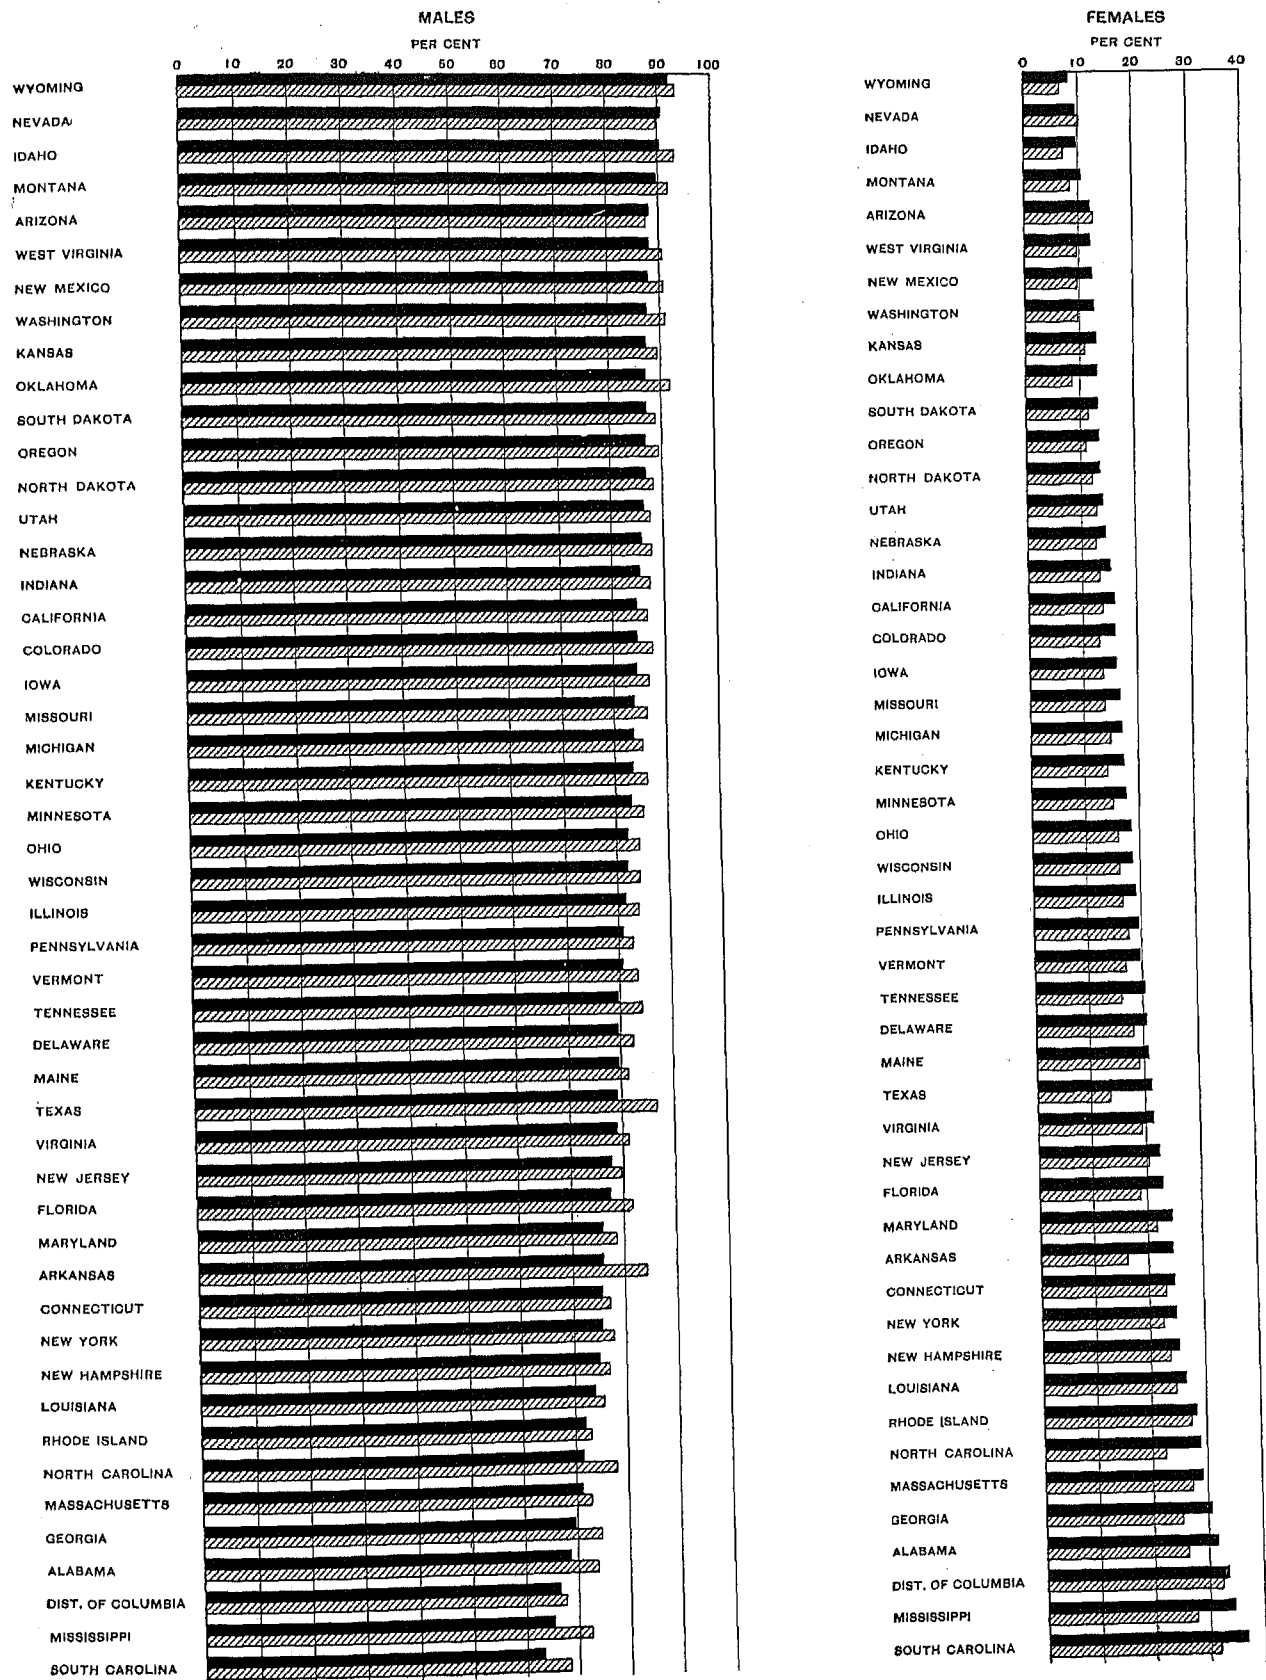 MALES
PER CENT
0 10 20 30 40 50 60 70 80 90 100
WYOMING
NEVADA
IDAHO
MONTANA
ARIZONA
WEST VIRGINIA
NEW MEXICO
WASHINGTON
KANSAS
OKLAHOMA
SOUTH DAKOTA
OREGON
NORTH DAKOTA
UTAH
NEBRASKA
INDIANA
CALIFORNIA
COLORADO
IOWA
MISSOURI
MICHIGAN
KENTUCKY
MINNESOTA
OHIO
WISCONSIN
ILLINOIS
PENNSYLVANIA
VERMONT
TENNESSEE
DELAWARE
MAINE
TEXAS
VIRGINIA
NEW JERSEY
FLORIDA
MARYLAND
ARKANSAS
CONNECTICUT
NEW YORK
NEW HAMPSHIRE
LOUISIANA
RHODE ISLAND
NORTH CAROLINA
MASSACHUSETTS
GEORGIA
ALABAMA
DIST. OF COLUMBIA
MISSISSIPPI
SOUTH CAROLINA
FEMALES
PER CENT
0 10 20 30 40
WYOMING
NEVADA
IDAHO
MONTANA
ARIZONA
WEST VIRGINIA
NEW MEXICO
WASHINGTON
KANSAS
OKLAHOMA
SOUTH DAKOTA
OREGON
NORTH DAKOTA
UTAH
NEBRASKA
INDIANA
CALIFORNIA
COLORADO
IOWA
MISSOURI
MICHIGAN
KENTUCKY
MINNESOTA
OHIO
WISCONSIN
ILLINOIS
PENNSYLVANIA
VERMONT
TENNESSEE
DELAWARE
MAINE
TEXAS
VIRGINIA
NEW JERSEY
FLORIDA
MARYLAND
ARKANSAS
CONNECTICUT
NEW YORK
NEW HAMPSHIRE
LOUISIANA
RHODE ISLAND
NORTH CAROLINA
MASSACHUSETTS
GEORGIA
ALABAMA
DIST. OF COLUMBIA
MISSISSIPPI
SOUTH CAROLINA